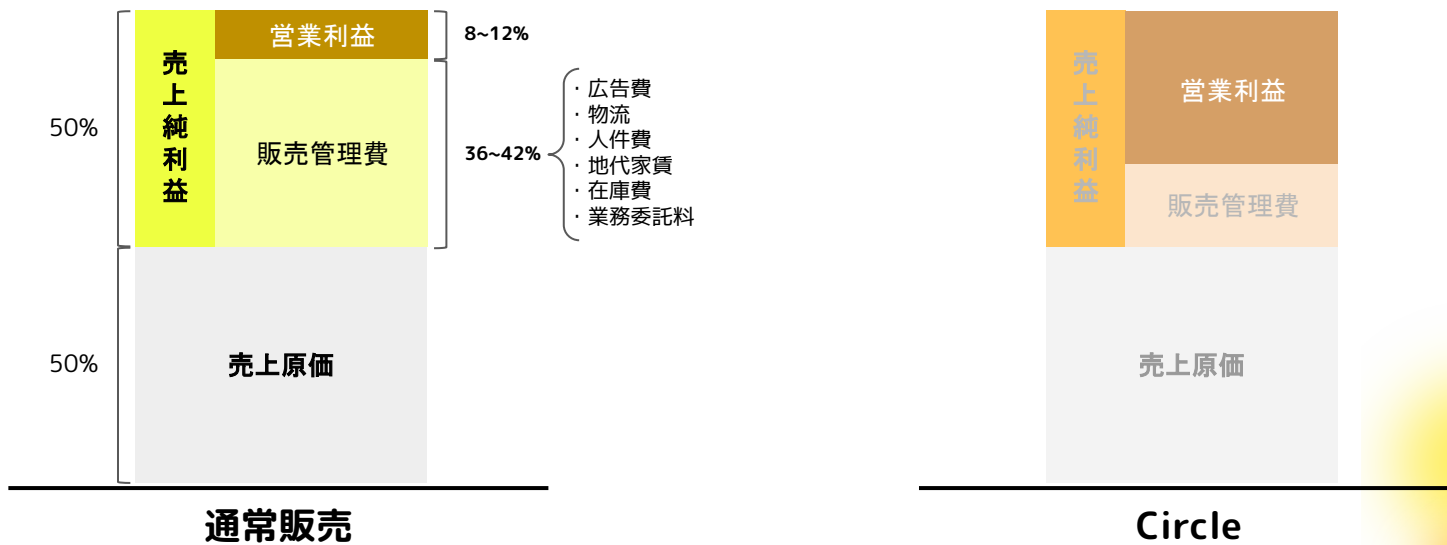 営業利益
8~12%
売上純利益
50%
販売管理費
36~42%
· 広告費
· 物流
· 人件費
· 地代家賃
· 在庫費
· 業務委託料
50%
売上原価
通常販売
営業利益
売上純利益
販売管理費
売上原価
Circle